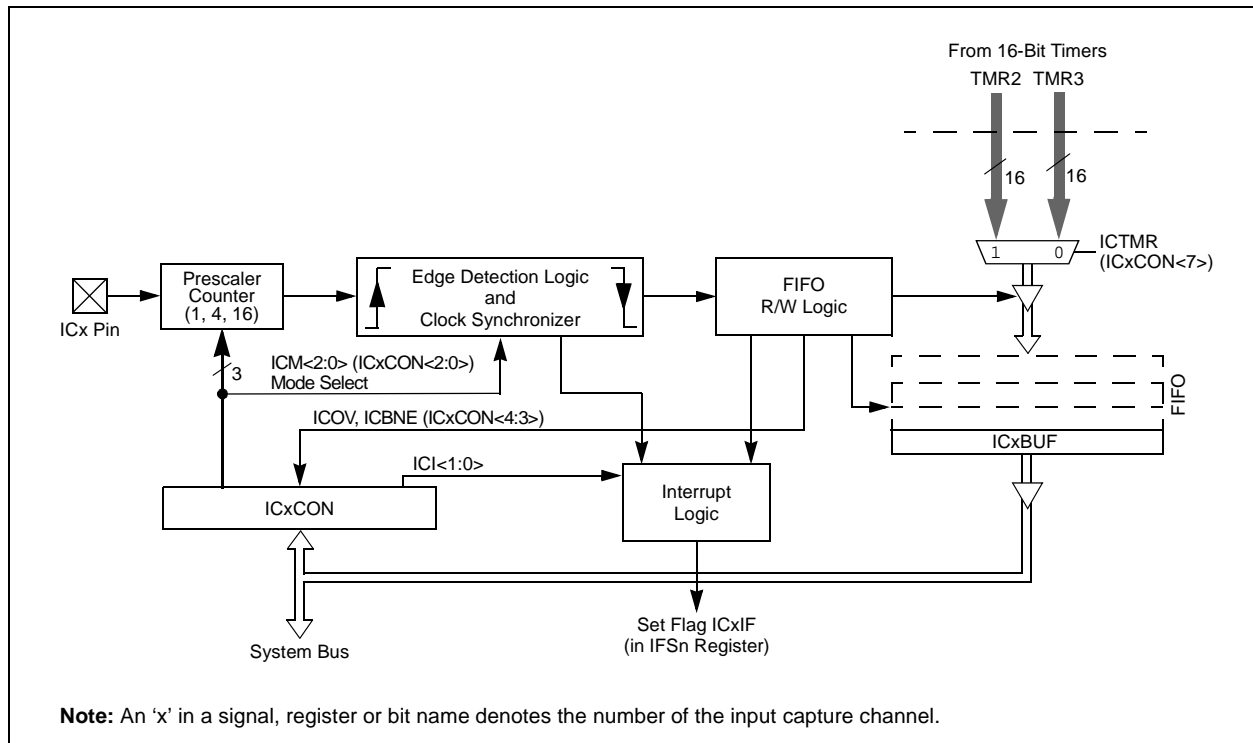 From 16-Bit Timers
TMR2 TMR3
16 16
1 0
ICTMR
(ICxCON<7>)
ICx Pin
Prescaler
Counter
(1, 4, 16)
Edge Detection Logic
and
Clock Synchronizer
FIFO
R/W Logic
3
ICM<2:0> (ICxCON<2:0>)
Mode Select
FIFO
ICOV, ICBNE (ICxCON<4:3>)
ICxBUF
ICI<1:0>
ICxCON
Interrupt
Logic
System Bus
Set Flag ICxIF
(in IFSn Register)
Note: An ‘x’ in a signal, register or bit name denotes the number of the input capture channel.